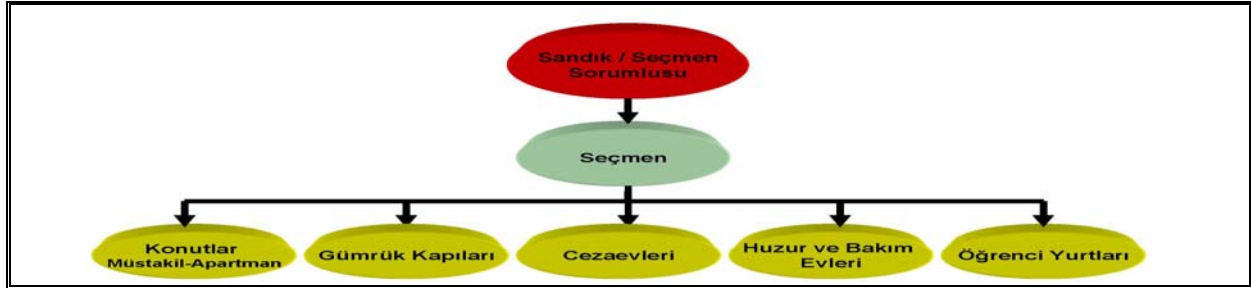 Sandık / Seçmen
Sorumlusu
Seçmen
Konutlar
Müstakil-Apartman
Gümrük Kapıları
Cezaevleri
Huzur ve Bakım
Evleri
Öğrenci Yurtları